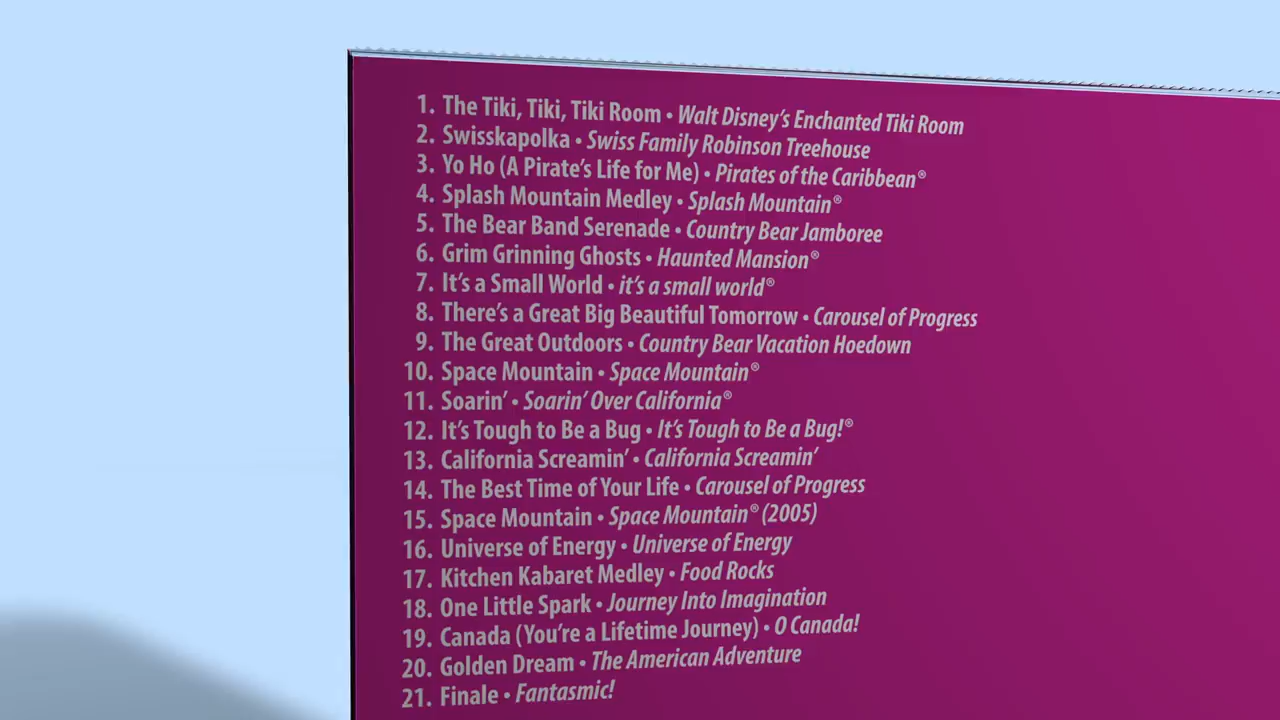 1. The Tiki, Tiki, Tiki Room • Walt Disney's Enchanted Tiki Room
2. Swisskapolka • Swiss Family Robinson Treehouse
3. Yo Ho (A Pirate's Life for Me) • Pirates of the Caribbean®
4. Splash Mountain Medley • Splash Mountain®
5. The Bear Band Serenade • Country Bear Jamboree
6. Grim Grinning Ghosts • Haunted Mansion®
7. It's a Small World • it's a small world®
8. There's a Great Big Beautiful Tomorrow • Carousel of Progress
9. The Great Outdoors • Country Bear Vacation Hoedown
10. Space Mountain • Space Mountain®
11. Soarin' • Soarin' Over California®
12. It's Tough to Be a Bug • It's Tough to Be a Bug!®
13. California Screamin' • California Screamin'
14. The Best Time of Your Life • Carousel of Progress
15. Space Mountain • Space Mountain® (2005)
16. Universe of Energy • Universe of Energy
17. Kitchen Kabaret Medley • Food Rocks
18. One Little Spark • Journey Into Imagination
19. Canada (You're a Lifetime Journey) • O Canada!
20. Golden Dream • The American Adventure
21. Finale • Fantasmic!